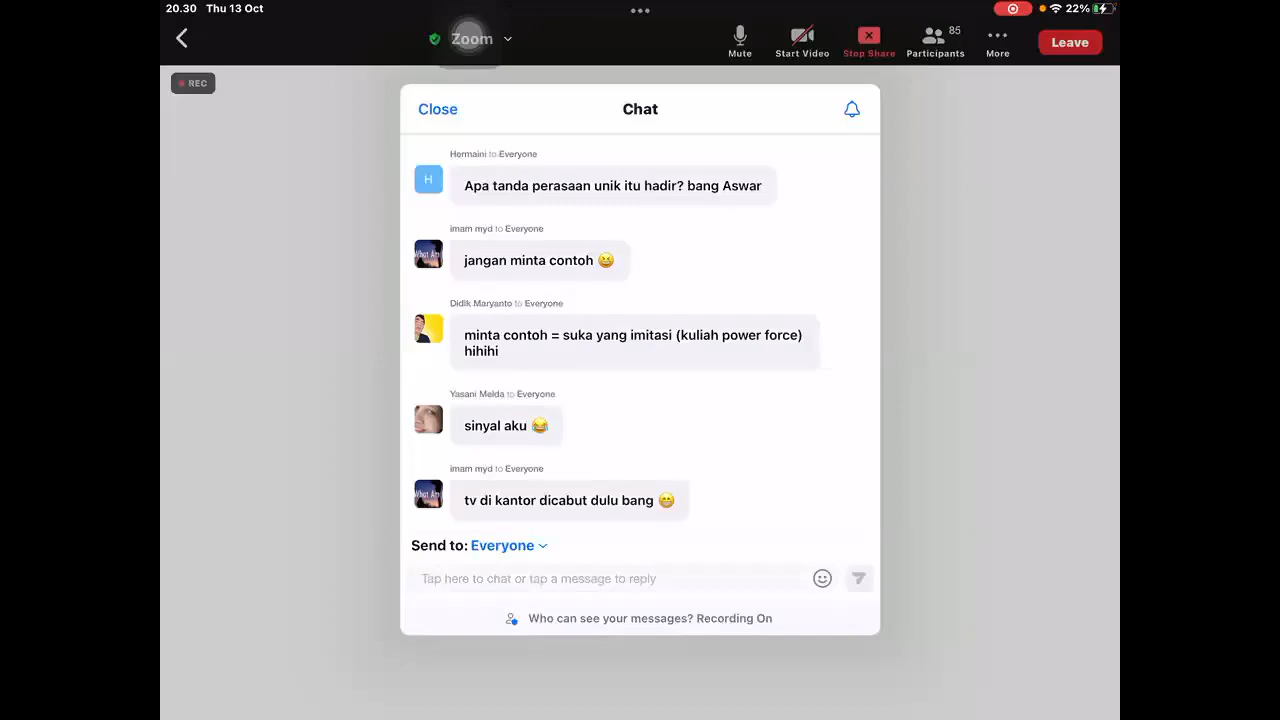 20.30 Thu 13 Oct
22%
Zoom
85
Mute
Start Video
Stop Share
Participants
More
Leave
REC
Close
Chat
Hermaini to Everyone
H
Apa tanda perasaan unik itu hadir? bang Aswar
imam myd to Everyone
What Am I
jangan minta contoh 😆
Didik Maryanto to Everyone
minta contoh = suka yang imitasi (kuliah power force)
hihihi
Yasani Melda to Everyone
sinyal aku 😂
imam myd to Everyone
What Am I
tv di kantor dicabut dulu bang 😁
Send to: Everyone
Tap here to chat or tap a message to reply
Who can see your messages? Recording On